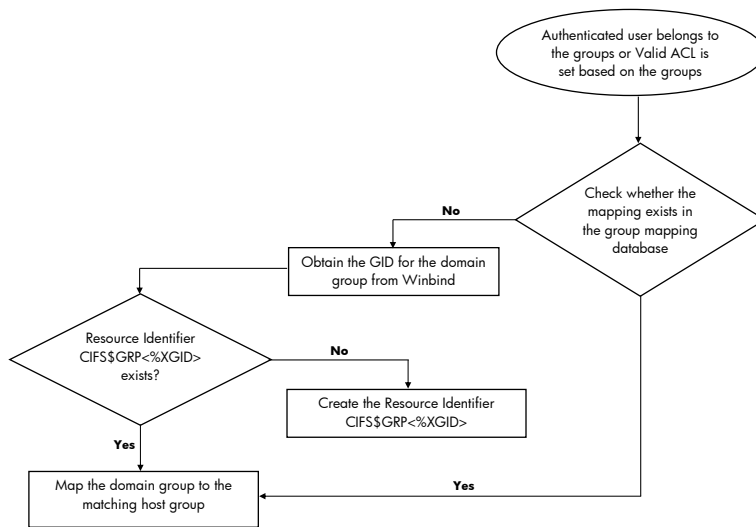 Authenticated user belongs to
the groups or Valid ACL is
set based on the groups
Check whether the
mapping exists in
the group mapping
database
No
Obtain the GID for the domain
group from Winbind
Resource Identifier
CIFS$GRP<%XGID>
exists?
No
Create the Resource Identifier
CIFS$GRP<%XGID>
Yes
Map the domain group to the
matching host group
Yes